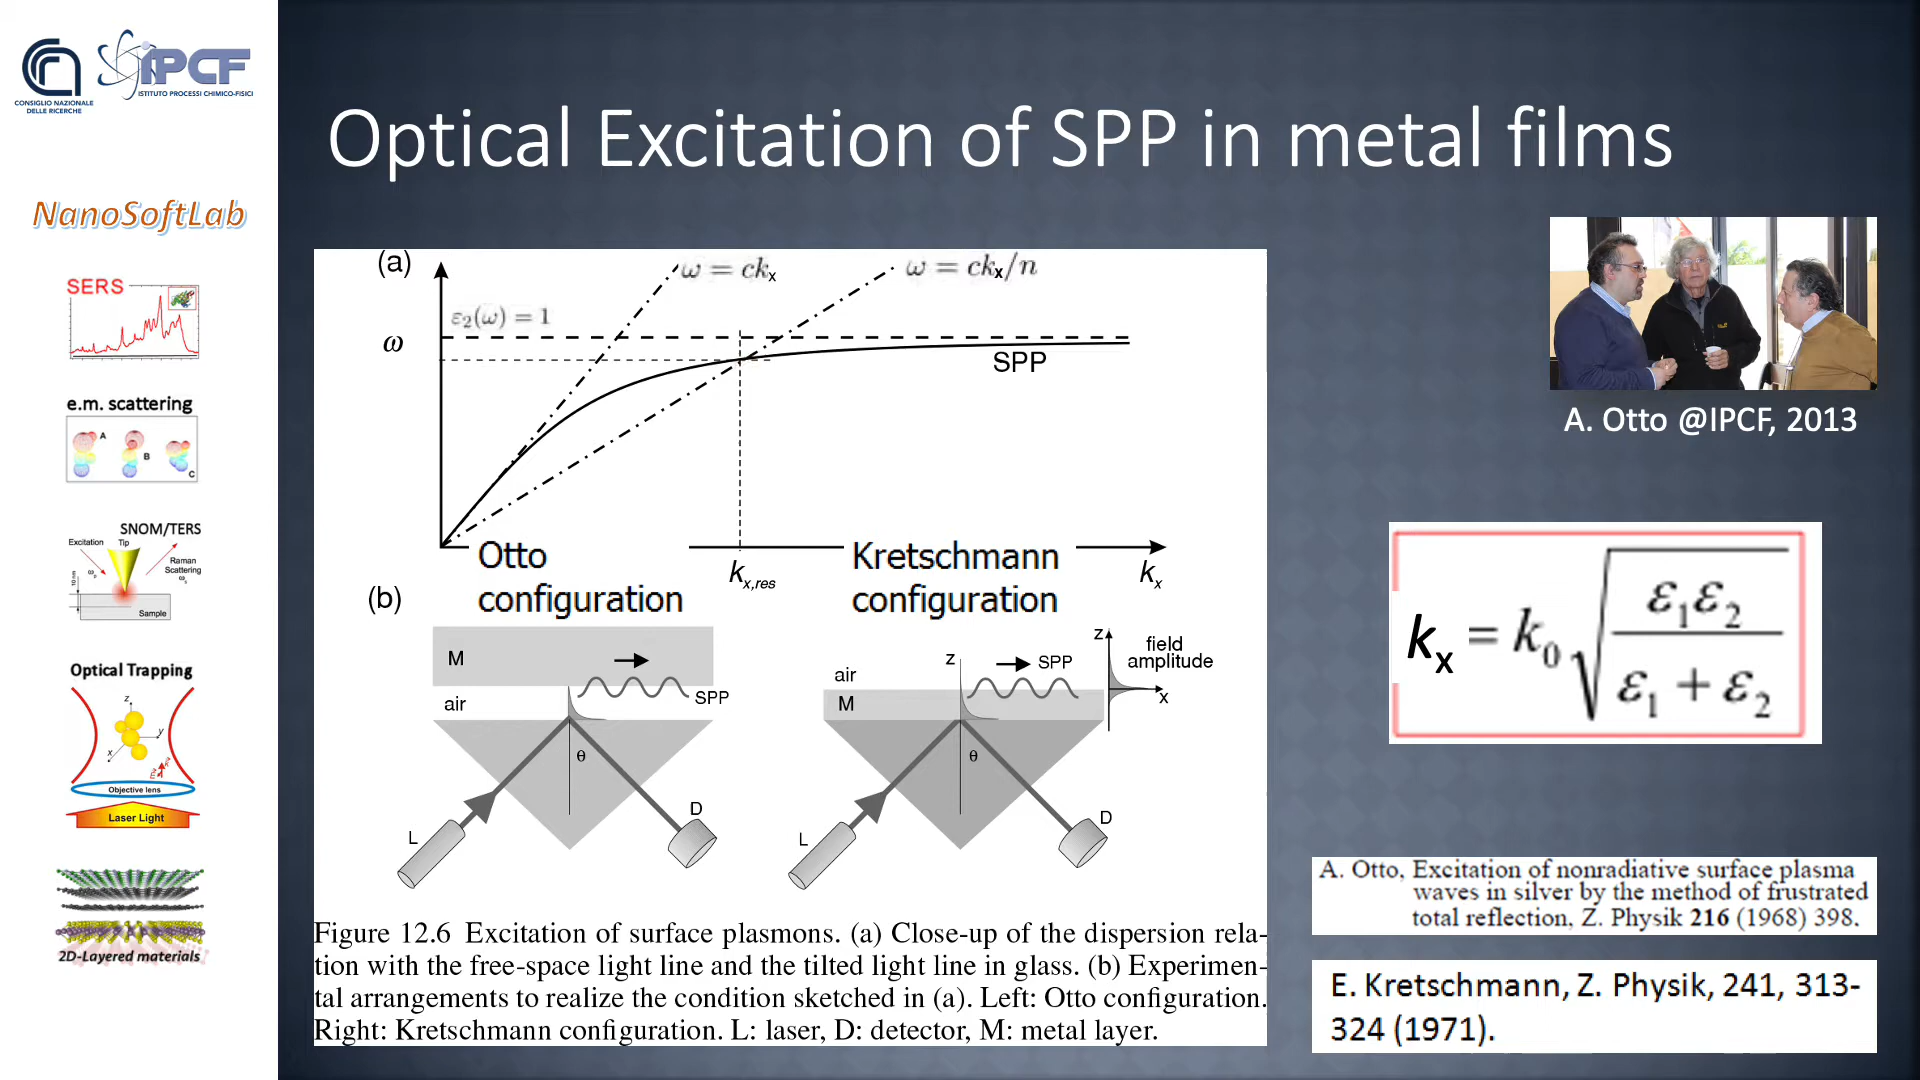 CONSIGLIO NAZIONALE
DELLE RICERCHE
iPCF
ISTITUTO PROCESSI CHIMICO-FISICI
NanoSoftLab
SERS
e.m. scattering
A
B
C
SNOM/TERS
Excitation
Tip
Raman
Scattering
10 nm
Sample
Optical Trapping
z
y
x
Objective lens
Laser Light
2D-Layered materials
Optical Excitation of SPP in metal films
(a)
ω = ckx
ω = ckx/n
ε2(ω) = 1
ω
SPP
kx,res
kx
Otto
configuration
Kretschmann
configuration
(b)
M
SPP
air
θ
L
D
air
M
z
SPP
z
field
amplitude
x
θ
L
D
Figure 12.6 Excitation of surface plasmons. (a) Close-up of the dispersion rela-
tion with the free-space light line and the tilted light line in glass. (b) Experimen-
tal arrangements to realize the condition sketched in (a). Left: Otto configuration.
Right: Kretschmann configuration. L: laser, D: detector, M: metal layer.
A. Otto @IPCF, 2013
kx = k0 √(ε1ε2 / (ε1 + ε2))
A. Otto, Excitation of nonradiative surface plasma
waves in silver by the method of frustrated
total reflection, Z. Physik 216 (1968) 398.
E. Kretschmann, Z. Physik, 241, 313-
324 (1971).